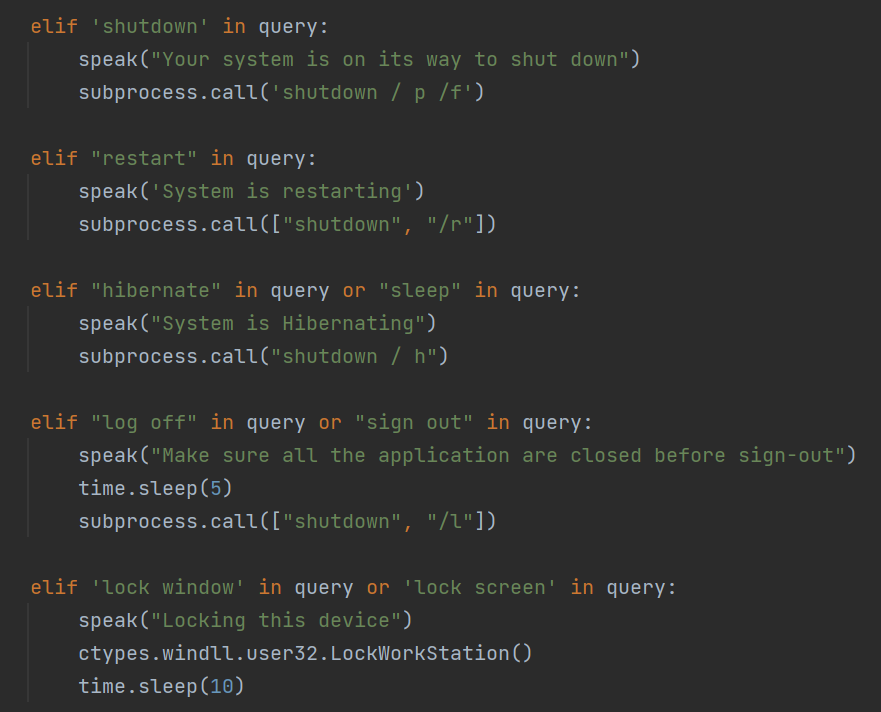 elif 'shutdown' in query:
    speak("Your system is on its way to shut down")
    subprocess.call('shutdown / p /f')
elif "restart" in query:
    speak('System is restarting')
    subprocess.call(["shutdown", "/r"])
elif "hibernate" in query or "sleep" in query:
    speak("System is Hibernating")
    subprocess.call("shutdown / h")
elif "log off" in query or "sign out" in query:
    speak("Make sure all the application are closed before sign-out")
    time.sleep(5)
    subprocess.call(["shutdown", "/l"])
elif 'lock window' in query or 'lock screen' in query:
    speak("Locking this device")
    ctypes.windll.user32.LockWorkStation()
    time.sleep(10)